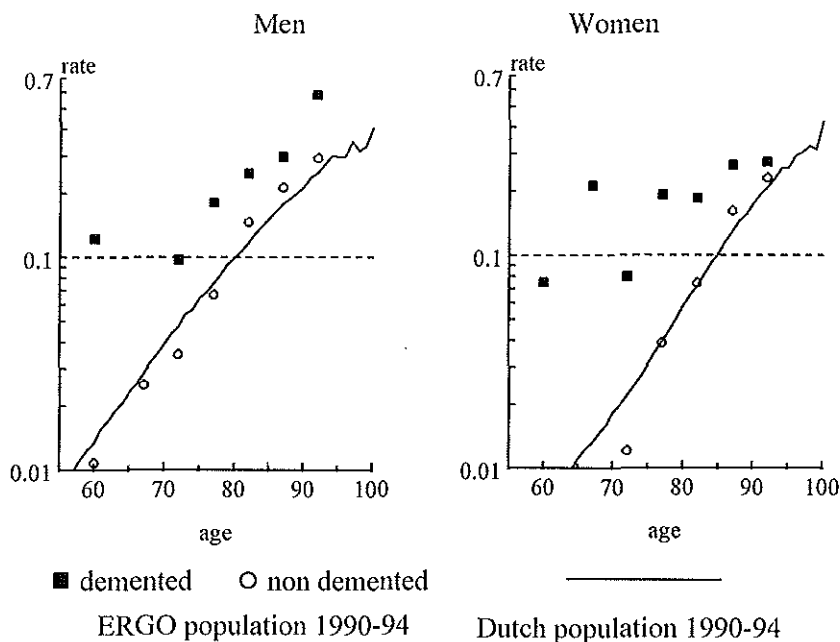 Men
Women
rate
0.7
0.1
0.01
60 70 80 90 100
age
rate
0.7
0.1
0.01
60 70 80 90 100
age
demented non demented
ERGO population 1990-94 Dutch population 1990-94